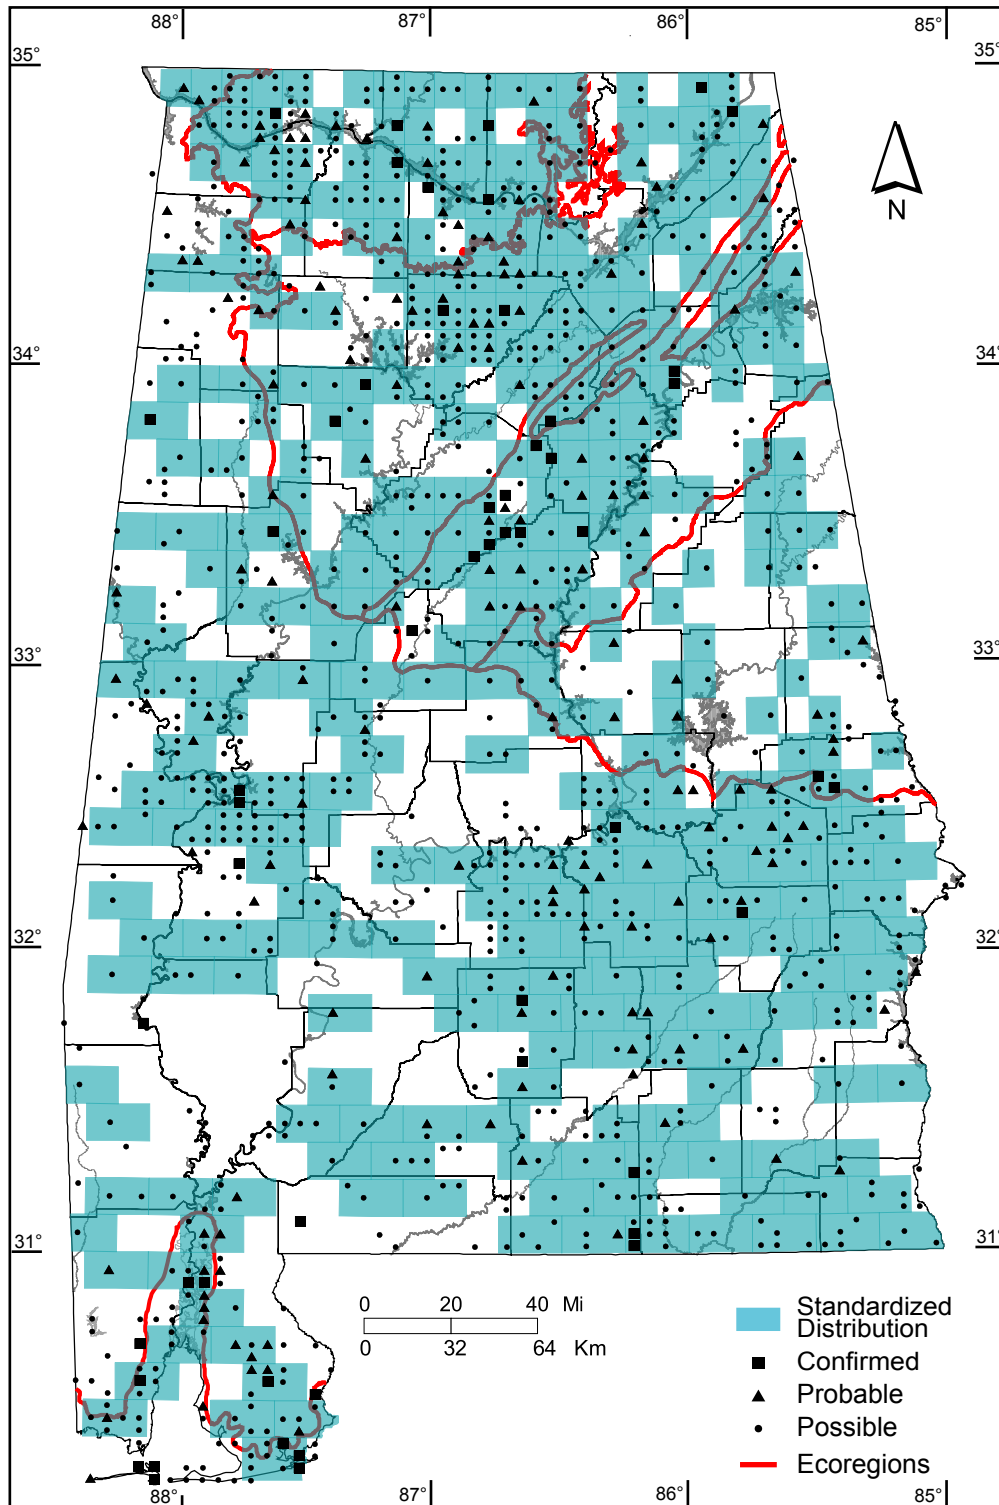 88° 87° 86° 85°
35° 35°
N
34° 34°
33° 33°
32° 32°
31° 31°
0 20 40 Mi
0 32 64 Km
Standardized
Distribution
Confirmed
Probable
Possible
Ecoregions
88° 87° 86° 85°